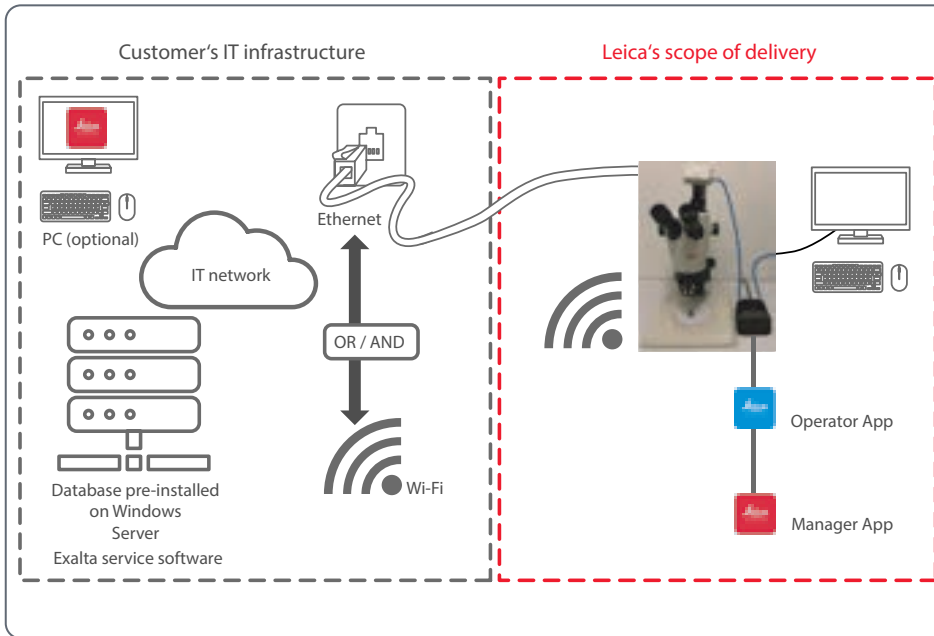 Customer‘s IT infrastructure
Leica‘s scope of delivery
PC (optional)
Ethernet
IT network
OR / AND
Wi-Fi
Database pre-installed
on Windows
Server
Exalta service software
Operator App
Manager App